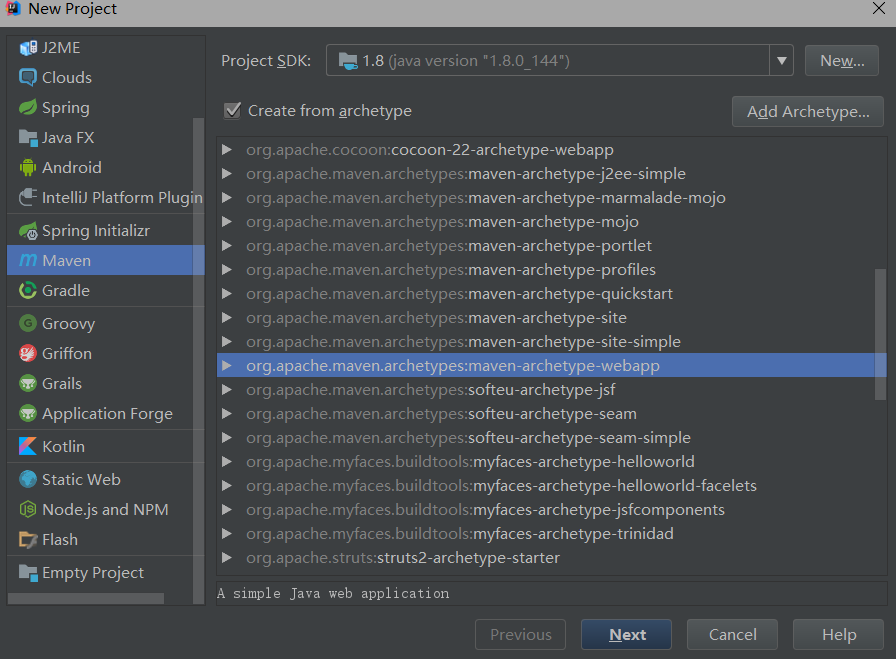 New Project
J2ME
Clouds
Spring
Java FX
Android
IntelliJ Platform Plugin
Spring Initializr
Maven
Gradle
Groovy
Griffon
Grails
Application Forge
Kotlin
Static Web
Node.js and NPM
Flash
Empty Project
Project SDK: 1.8 (java version "1.8.0_144") New...
Create from archetype Add Archetype...
org.apache.cocoon:cocoon-22-archetype-webapp
org.apache.maven.archetypes:maven-archetype-j2ee-simple
org.apache.maven.archetypes:maven-archetype-marmalade-mojo
org.apache.maven.archetypes:maven-archetype-mojo
org.apache.maven.archetypes:maven-archetype-portlet
org.apache.maven.archetypes:maven-archetype-profiles
org.apache.maven.archetypes:maven-archetype-quickstart
org.apache.maven.archetypes:maven-archetype-site
org.apache.maven.archetypes:maven-archetype-site-simple
org.apache.maven.archetypes:maven-archetype-webapp
org.apache.maven.archetypes:softeu-archetype-jsf
org.apache.maven.archetypes:softeu-archetype-seam
org.apache.maven.archetypes:softeu-archetype-seam-simple
org.apache.myfaces.buildtools:myfaces-archetype-helloworld
org.apache.myfaces.buildtools:myfaces-archetype-helloworld-facelets
org.apache.myfaces.buildtools:myfaces-archetype-jsfcomponents
org.apache.myfaces.buildtools:myfaces-archetype-trinidad
org.apache.struts:struts2-archetype-starter
A simple Java web application
Previous Next Cancel Help